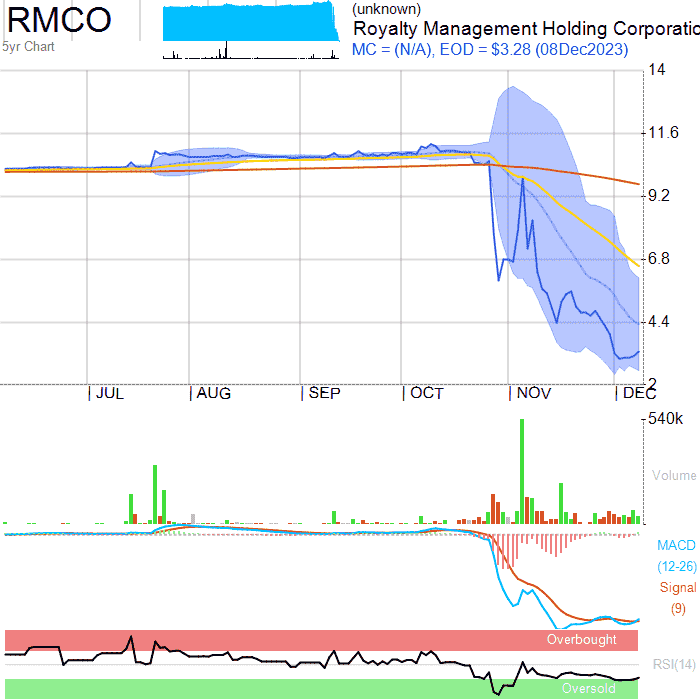 RMCO
5yr Chart
(unknown)
Royalty Management Holding Corporatio
MC = (N/A), EOD = $3.28 (08Dec2023)
14
11.6
9.2
6.8
4.4
2
JUL AUG SEP OCT NOV DEC
540k
Volume
MACD
(12-26)
Signal
(9)
Overbought
RSI(14)
Oversold